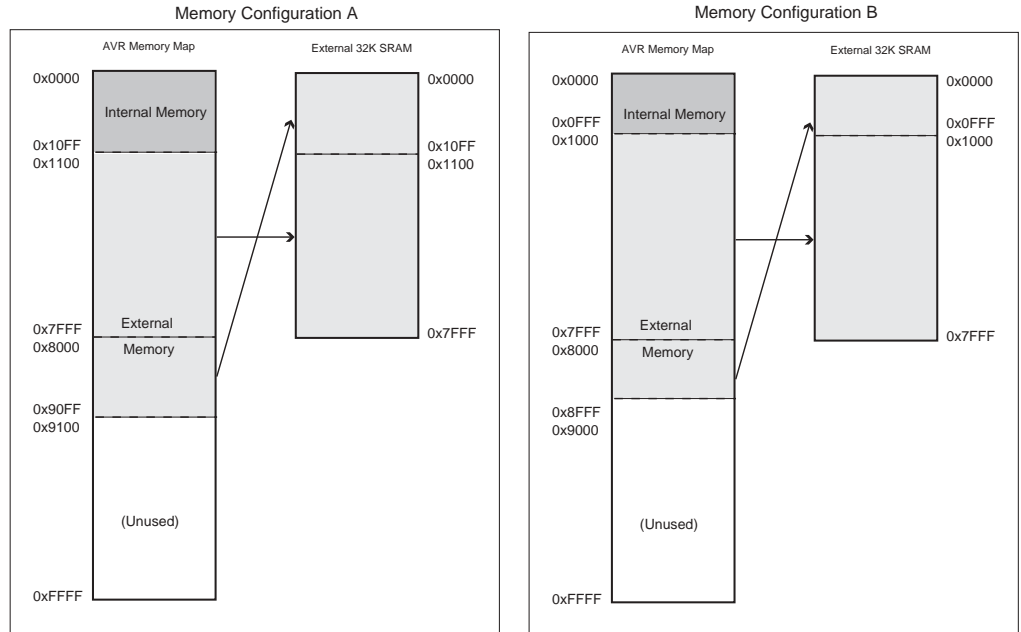 Memory Configuration A
AVR Memory Map
External 32K SRAM
0x0000
Internal Memory
0x10FF
0x1100
0x7FFF
0x8000
External
Memory
0x90FF
0x9100
(Unused)
0xFFFF
0x0000
0x10FF
0x1100
0x7FFF
Memory Configuration B
AVR Memory Map
External 32K SRAM
0x0000
Internal Memory
0x0FFF
0x1000
0x7FFF
0x8000
External
Memory
0x8FFF
0x9000
(Unused)
0xFFFF
0x0000
0x0FFF
0x1000
0x7FFF